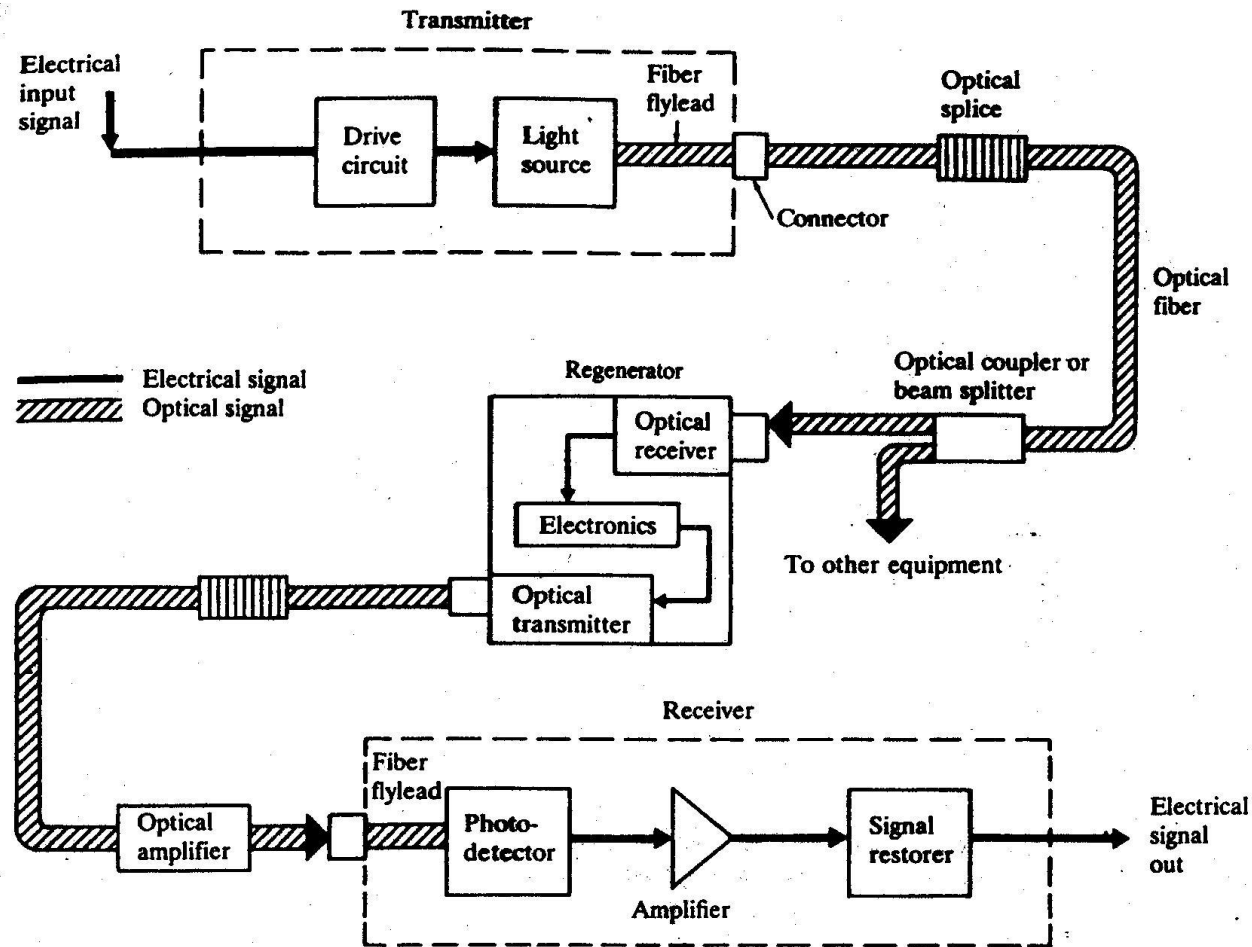 Transmitter
Electrical
input
signal
Drive
circuit
Light
source
Fiber
flylead
Connector
Optical
splice
Optical
fiber
Electrical signal
Optical signal
Regenerator
Optical
receiver
Electronics
Optical
transmitter
Optical coupler or
beam splitter
To other equipment
Receiver
Optical
amplifier
Fiber
flylead
Photo-
detector
Amplifier
Signal
restorer
Electrical
signal
out